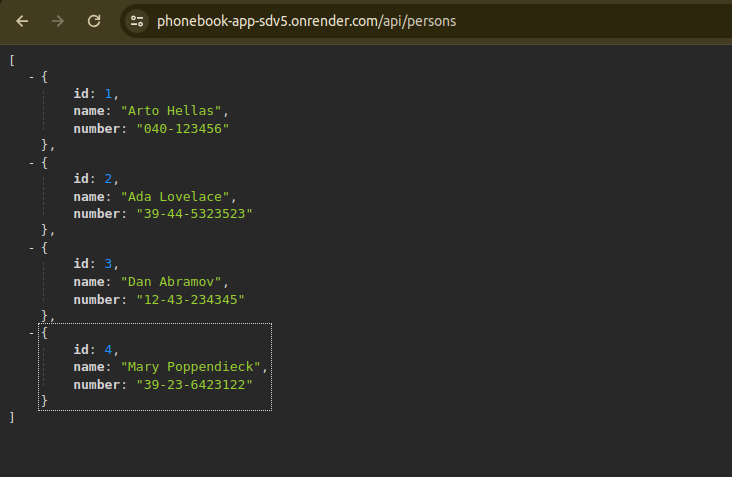 phonebook-app-sdv5.onrender.com/api/persons
[
- {
id: 1,
name: "Arto Hellas",
number: "040-123456"
},
- {
id: 2,
name: "Ada Lovelace",
number: "39-44-5323523"
},
- {
id: 3,
name: "Dan Abramov",
number: "12-43-234345"
},
- {
id: 4,
name: "Mary Poppendieck",
number: "39-23-6423122"
}
]